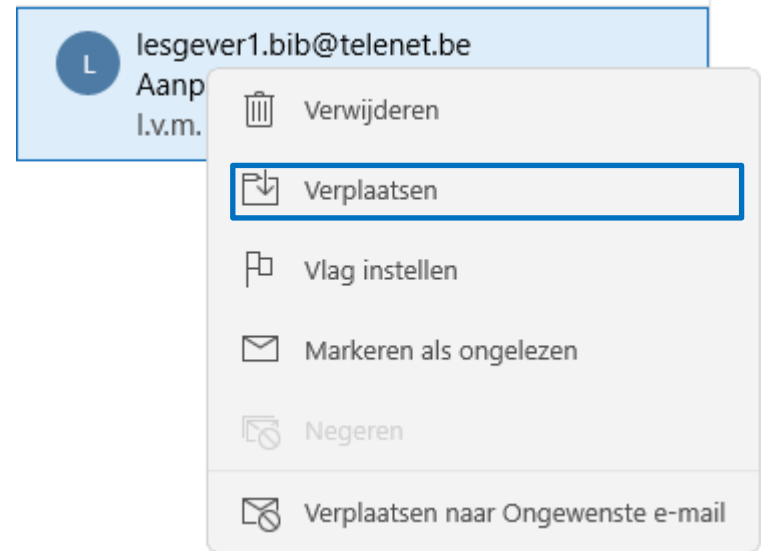 L
lesgever1.bib@telenet.be
Aanp
I.v.m.
Verwijderen
Verplaatsen
Vlag instellen
Markeren als ongelezen
Negeren
Verplaatsen naar Ongewenste e-mail